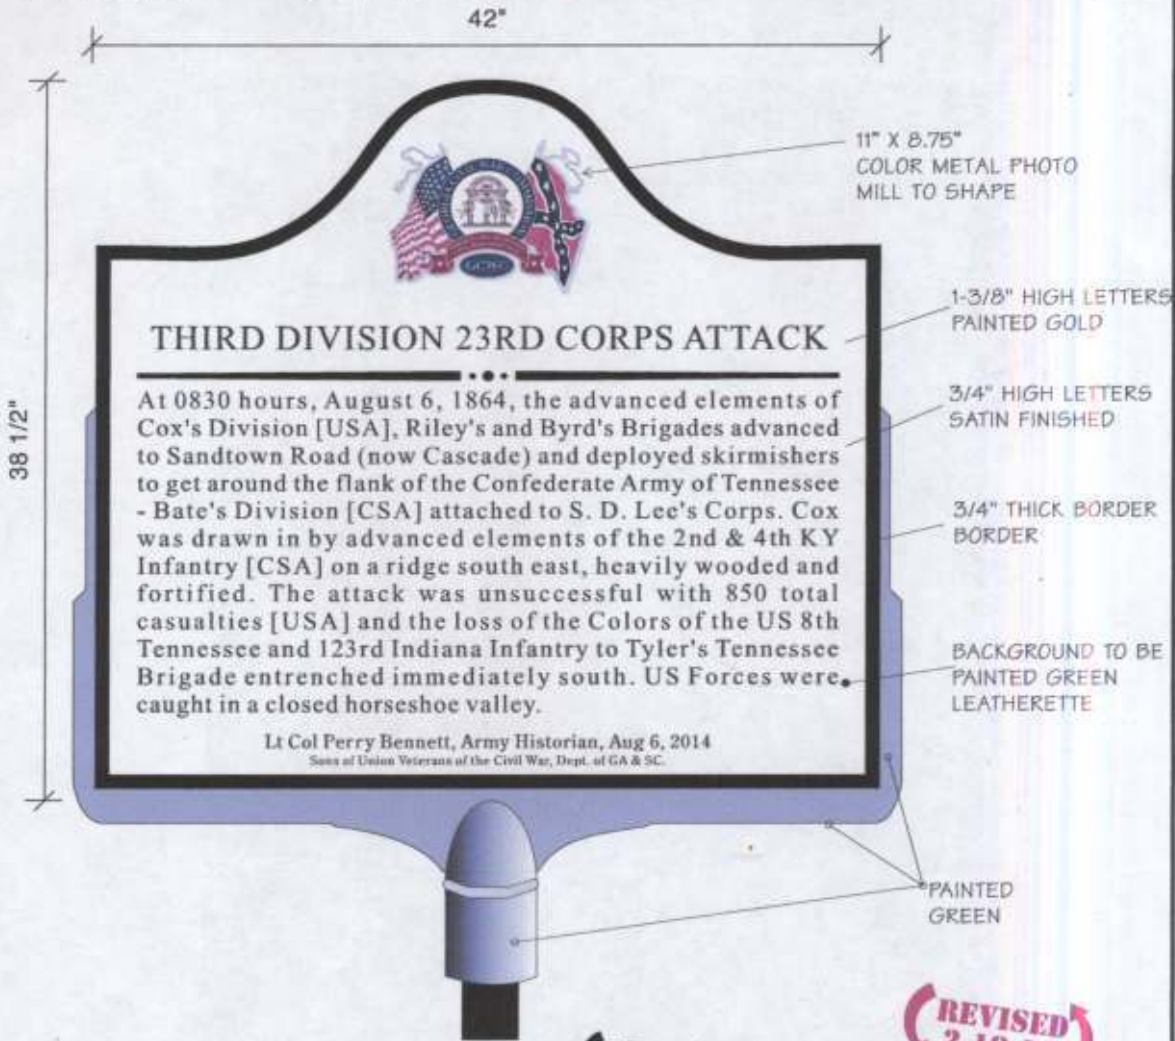 42"
11" X 8.75"
COLOR METAL PHOTO
MILL TO SHAPE
38 1/2"
THIRD DIVISION 23RD CORPS ATTACK
1-3/8" HIGH LETTERS
PAINTED GOLD
At 0830 hours, August 6, 1864, the advanced elements of
Cox's Division [USA], Riley's and Byrd's Brigades advanced
to Sandtown Road (now Cascade) and deployed skirmishers
to get around the flank of the Confederate Army of Tennessee
- Bate's Division [CSA] attached to S. D. Lee's Corps. Cox
was drawn in by advanced elements of the 2nd & 4th KY
Infantry [CSA] on a ridge south east, heavily wooded and
fortified. The attack was unsuccessful with 850 total
casualties [USA] and the loss of the Colors of the US 8th
Tennessee and 123rd Indiana Infantry to Tyler's Tennessee
Brigade entrenched immediately south. US Forces were
caught in a closed horseshoe valley.
Lt Col Perry Bennett, Army Historian, Aug 6, 2014
Sons of Union Veterans of the Civil War, Dept. of GA & SC.
3/4" HIGH LETTERS
SATIN FINISHED
3/4" THICK BORDER
BORDER
BACKGROUND TO BE
PAINTED GREEN
LEATHERETTE
PAINTED
GREEN
REVISED